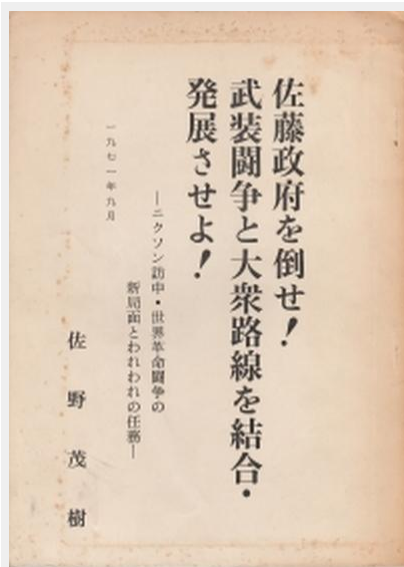 佐藤政府を倒せ!
武装闘争と大衆路線を結合・
発展させよ!
―ニクソン訪中・世界革命闘争の
新局面とわれわれの任務―
一九七一年九月
佐野茂樹